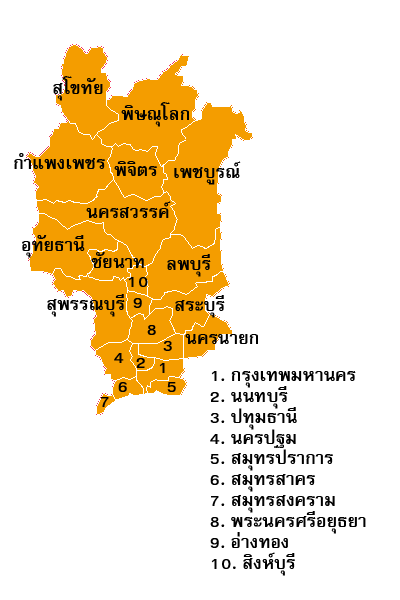 สุโขทัย
พิษณุโลก
กำแพงเพชร
พิจิตร
เพชบูรณ์
นครสวรรค์
อุทัยธานี
ชัยนาท
ลพบุรี
10
สุพรรณบุรี
9
สระบุรี
8
นครนายก
3
4
2
1
6
5
7
1. กรุงเทพมหานคร
2. นนทบุรี
3. ปทุมธานี
4. นครปฐม
5. สมุทรปราการ
6. สมุทรสาคร
7. สมุทรสงคราม
8. พระนครศรีอยุธยา
9. อ่างทอง
10. สิงห์บุรี